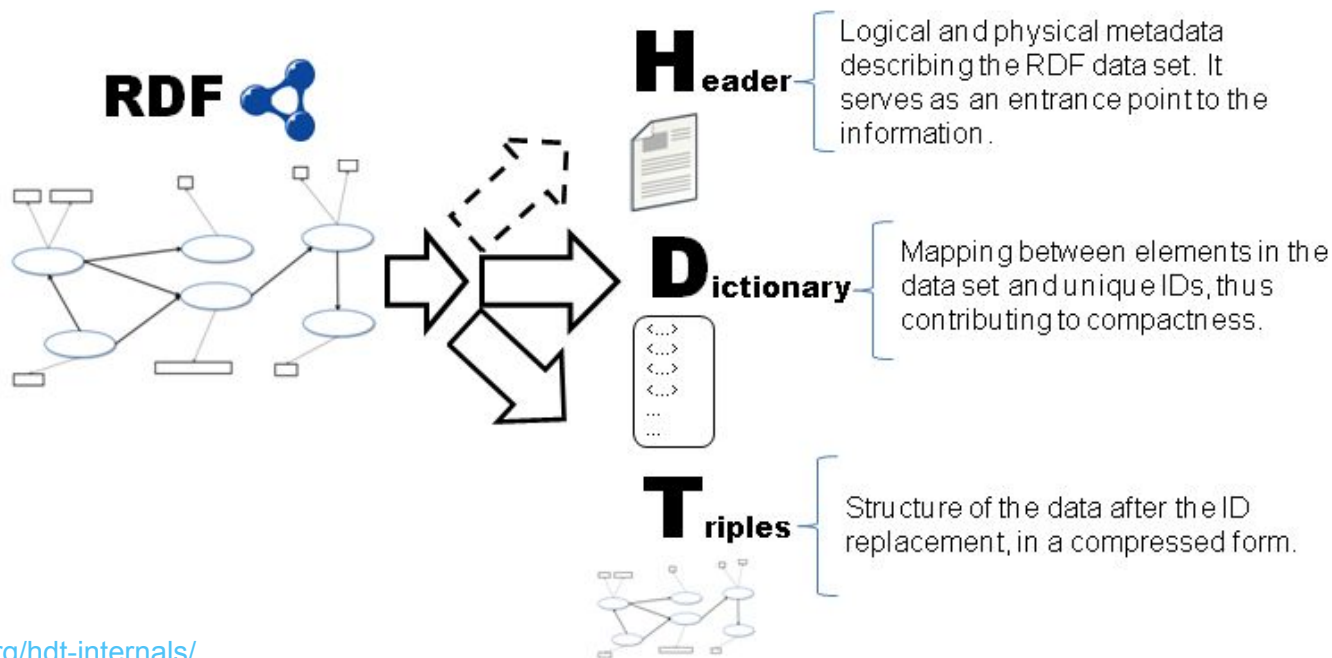 RDF
Header
Logical and physical metadata
describing the RDF data set. It
serves as an entrance point to the
information.
Dictionary
Mapping between elements in the
data set and unique IDs, thus
contributing to compactness.
<...>
<...>
<...>
<...>
...
...
Triples
Structure of the data after the ID
replacement, in a compressed form.
rg/hdt-internals/